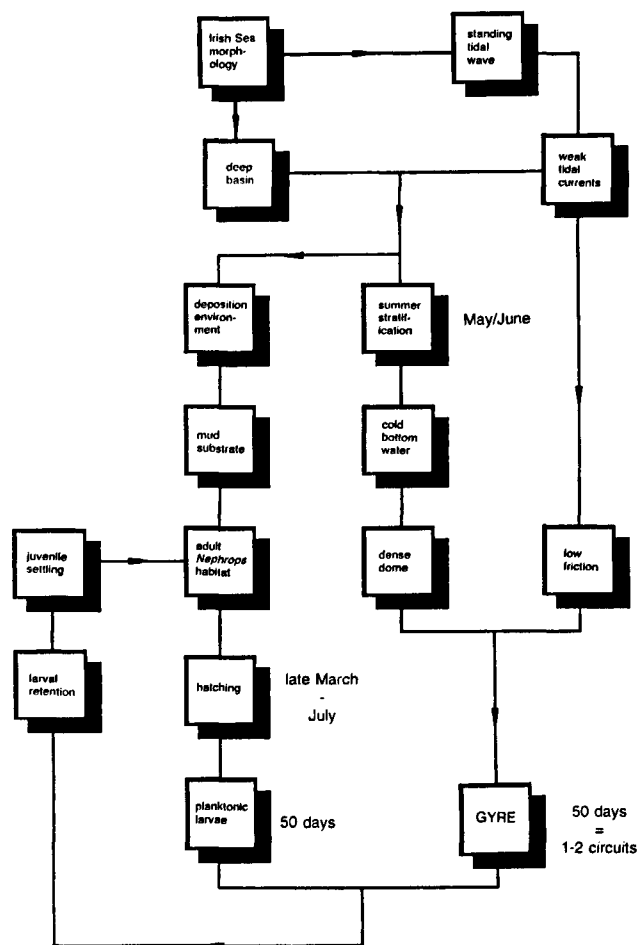 Irish Ses
morph-
ology
standing
tidal
wave
deep
basin
weak
tidal
currents
deposition
environ-
ment
summer
stratif-
ication
May/June
mud
substrate
cold
bottom
water
juvenile
settling
adult
Nephrops
habitat
dense
dome
low
friction
larval
retention
hatching
late March
-
July
planktonic
larvae
50 days
GYRE
50 days
=
1-2 circuits